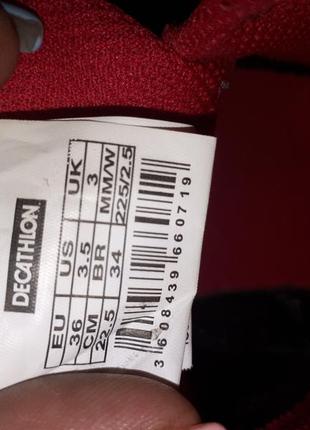 DECATHLON
EU US UK
36 3.5 3
CM BR MM/W
22.5 34 225/2.5
3 608439 660719